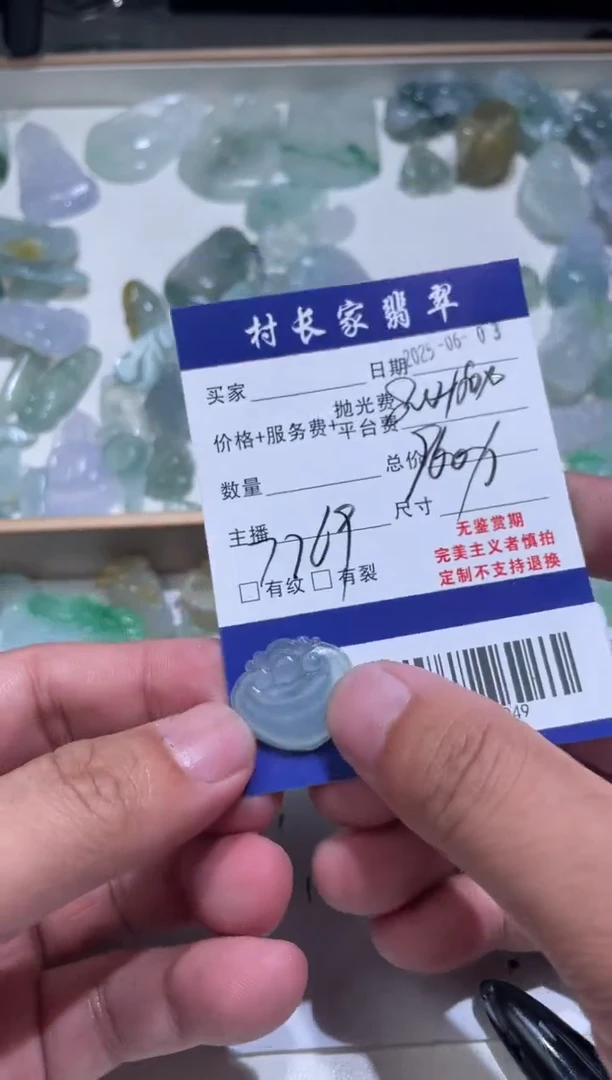 村长家翡翠
买家 日期 2025-06-03
价格+服务费+抛光费平台费
总价
数量
尺寸
主播 7769
□有纹 □有裂
无鉴赏期
完美主义者慎拍
定制不支持退换
49